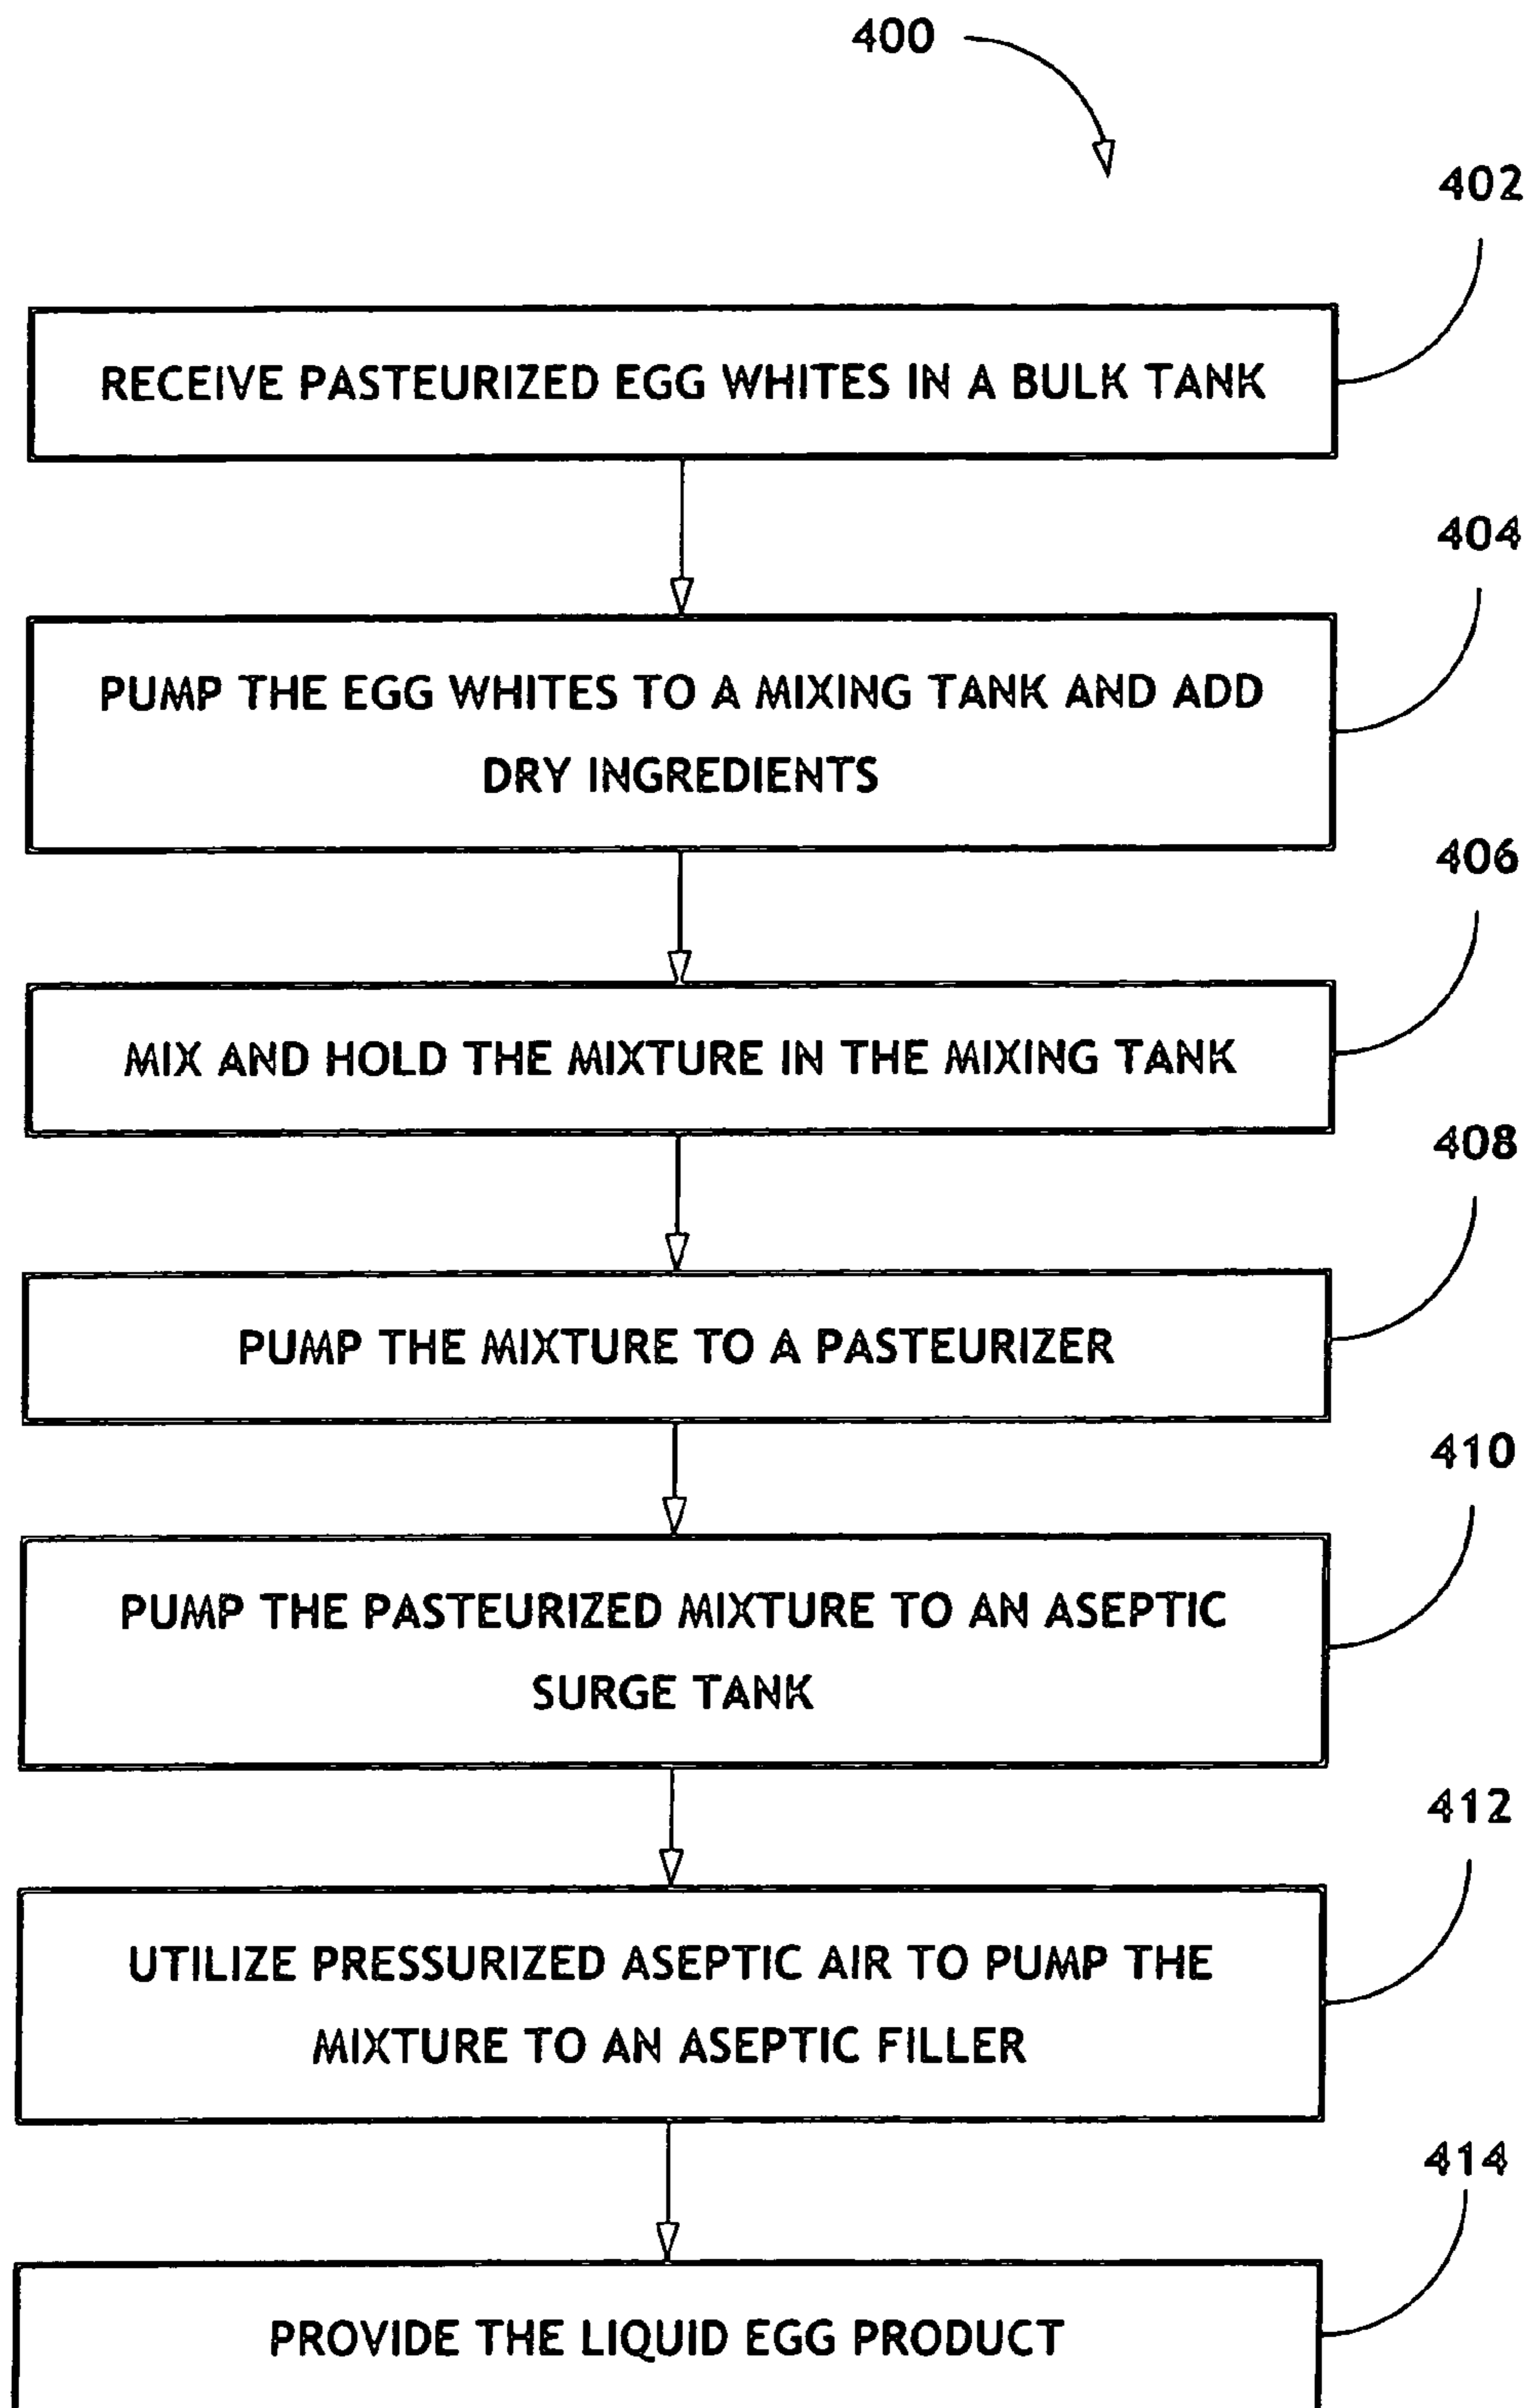 400
402
RECEIVE PASTEURIZED EGG WHITES IN A BULK TANK
404
PUMP THE EGG WHITES TO A MIXING TANK AND ADD
DRY INGREDIENTS
406
MIX AND HOLD THE MIXTURE IN THE MIXING TANK
408
PUMP THE MIXTURE TO A PASTEURIZER
410
PUMP THE PASTEURIZED MIXTURE TO AN ASEPTIC
SURGE TANK
412
UTILIZE PRESSURIZED ASEPTIC AIR TO PUMP THE
MIXTURE TO AN ASEPTIC FILLER
414
PROVIDE THE LIQUID EGG PRODUCT